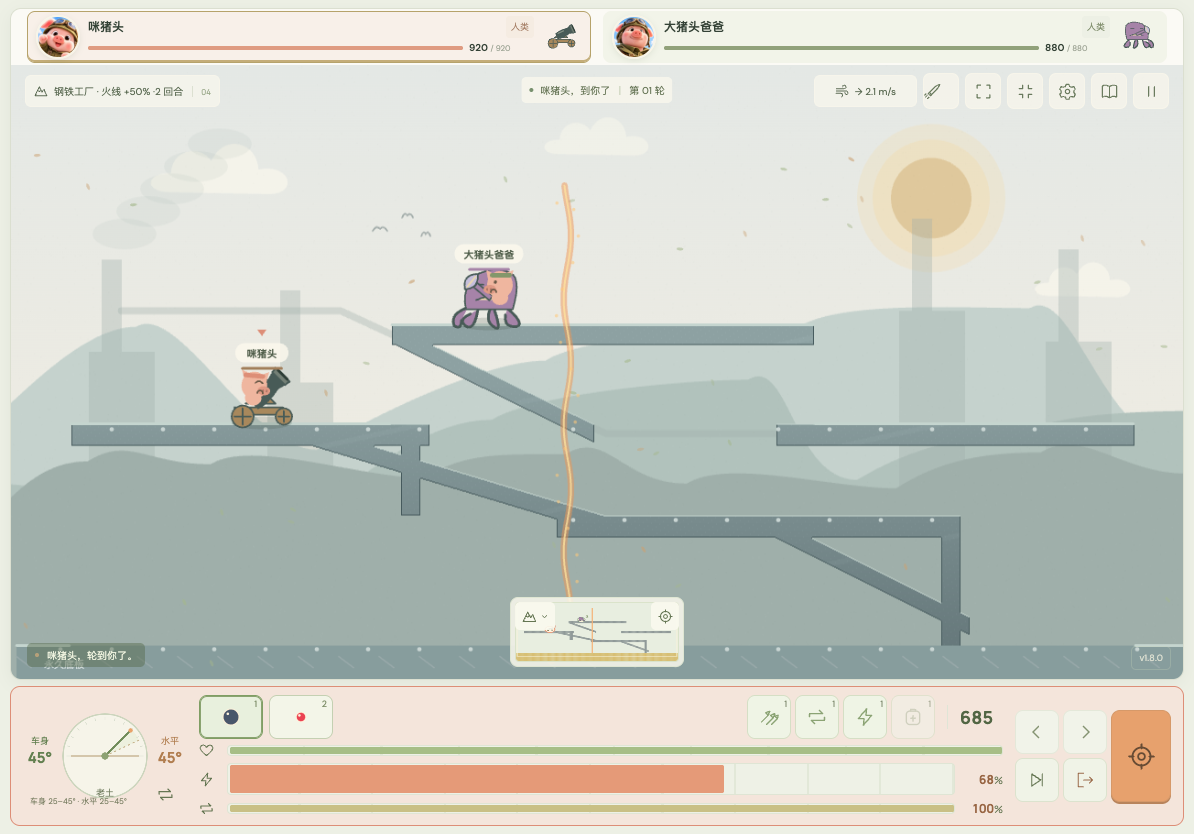 咪猪头
人类
920 / 920
大猪头爸爸
人类
880 / 880
钢铁工厂 · 火线 +50% ·2 回合 04
咪猪头，到你了 第 01 轮
→ 2.1 m/s
大猪头爸爸
咪猪头
咪猪头，轮到你了。
永久底板
v1.8.0
车身
45°
水平
45°
老土
车身 25–45° · 水平 25–45°
1
2
1
1
1
1
685
68%
100%